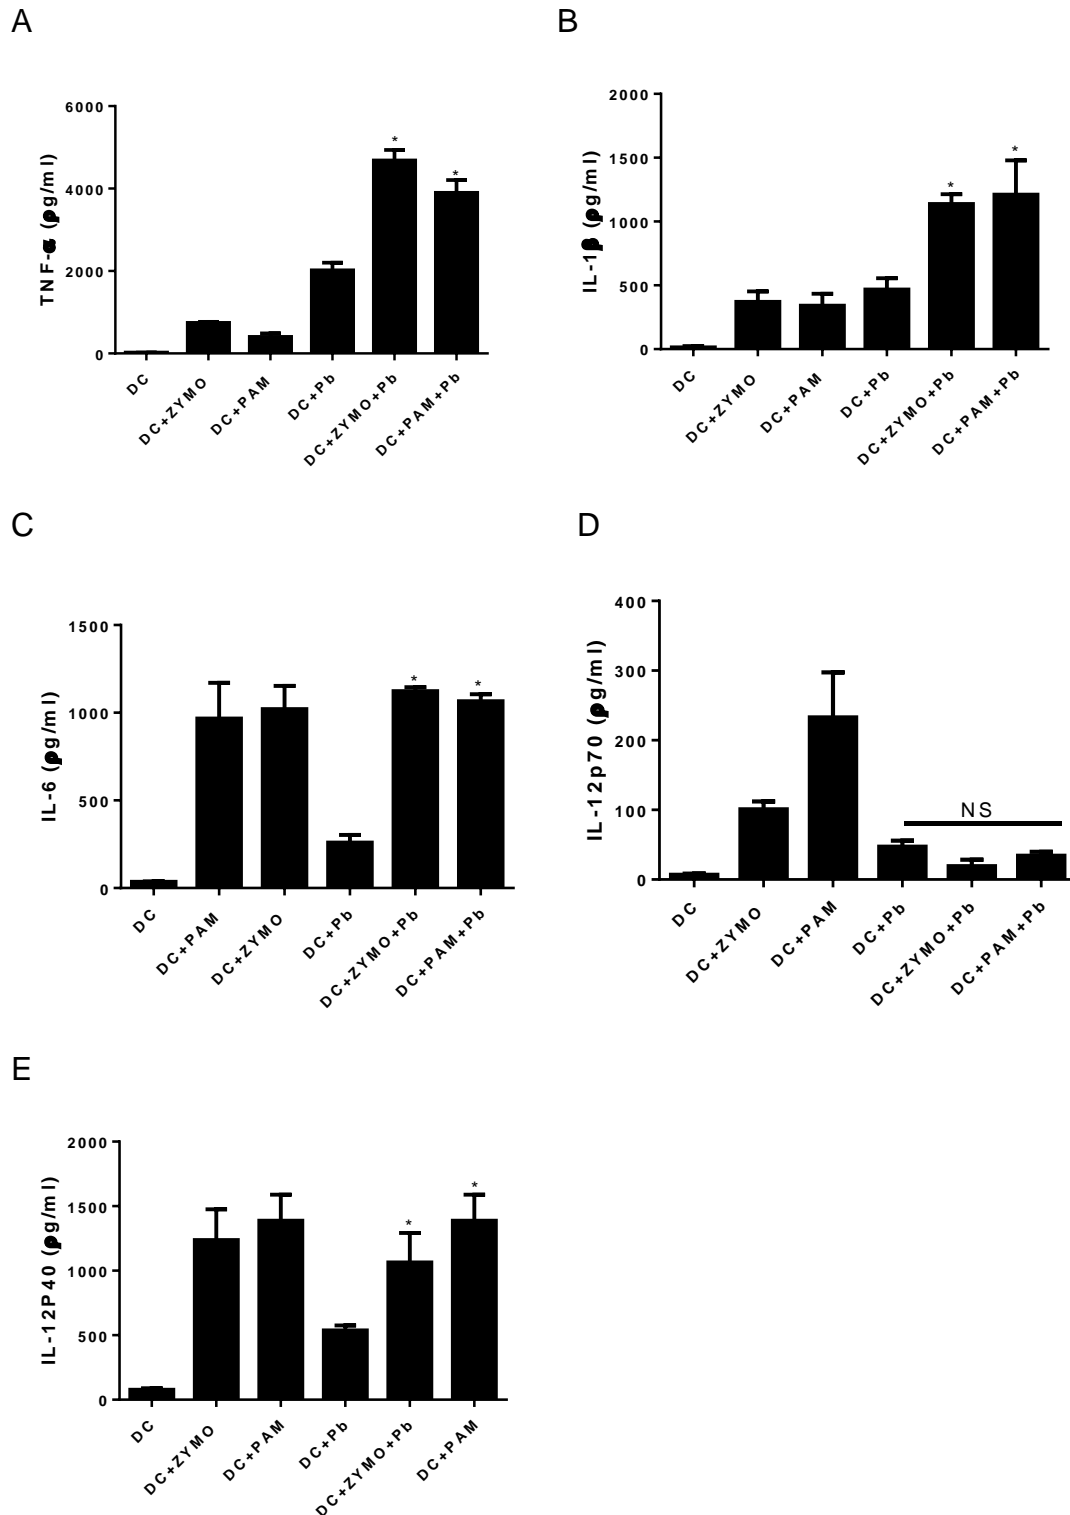 A
TNF-α (ρg/ml)
6000
4000
2000
0
*
*
DC
DC+ZYMO
DC+PAM
DC+Pb
DC+ZYMO+Pb
DC+PAM+Pb
B
IL-1β (ρg/ml)
2000
1500
1000
500
0
*
*
DC
DC+ZYMO
DC+PAM
DC+Pb
DC+ZYMO+Pb
DC+PAM+Pb
C
IL-6 (ρg/ml)
1500
1000
500
0
*
*
DC
DC+PAM
DC+ZYMO
DC+Pb
DC+ZYMO+Pb
DC+PAM+Pb
D
IL-12p70 (ρg/ml)
400
300
200
100
0
NS
DC
DC+ZYMO
DC+PAM
DC+Pb
DC+ZYMO+Pb
DC+PAM+Pb
E
IL-12P40 (ρg/ml)
2000
1500
1000
500
0
*
*
DC
DC+ZYMO
DC+PAM
DC+Pb
DC+ZYMO+Pb
DC+PAM